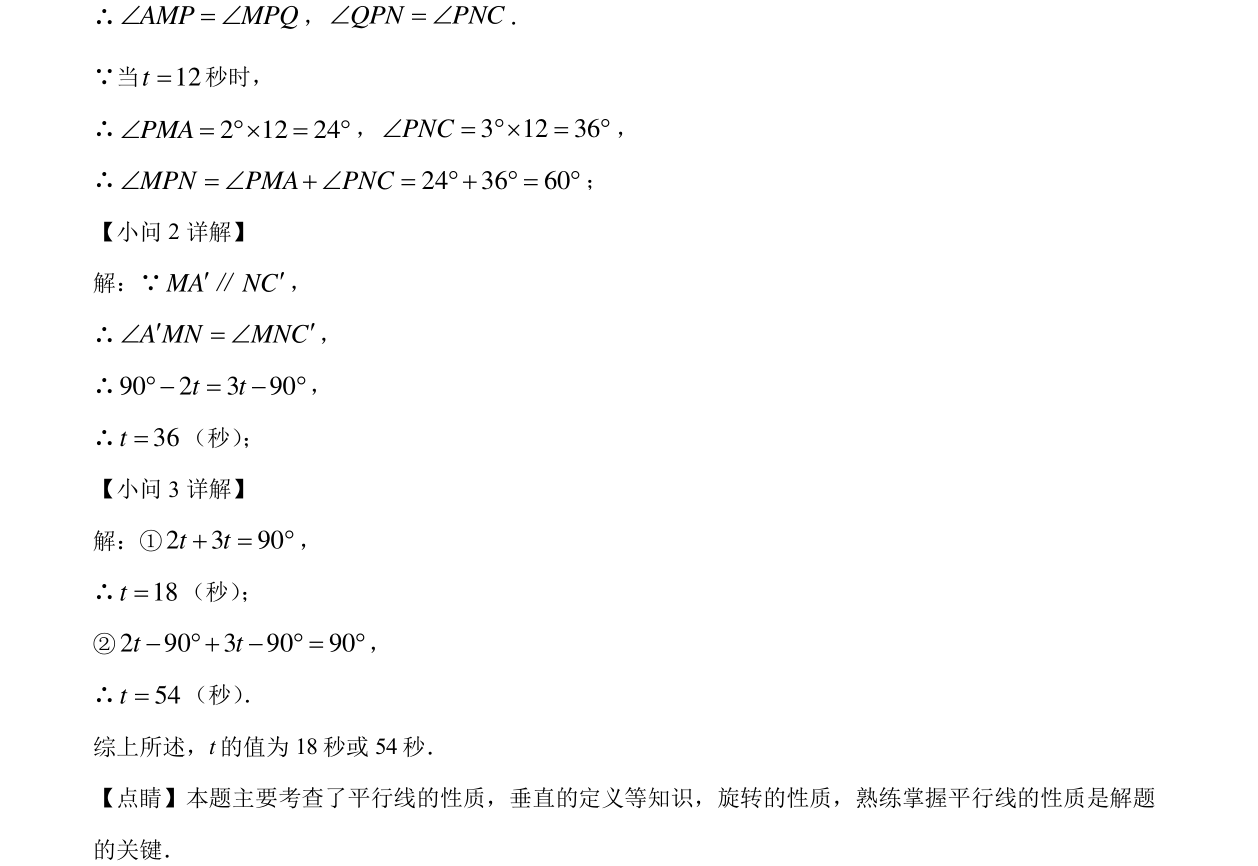 ∴∠AMP=∠MPQ，∠QPN=∠PNC．
∵当t=12秒时，
∴∠PMA=2°×12=24°，∠PNC=3°×12=36°，
∴∠MPN=∠PMA+∠PNC=24°+36°=60°；
【小问 2 详解】
解：∵MA′∥NC′，
∴∠A′MN=∠MNC′，
∴90°−2t=3t−90°，
∴t=36（秒）；
【小问 3 详解】
解：①2t+3t=90°，
∴t=18（秒）；
②2t−90°+3t−90°=90°，
∴t=54（秒）．
综上所述，t 的值为 18 秒或 54 秒．
【点睛】本题主要考查了平行线的性质，垂直的定义等知识，旋转的性质，熟练掌握平行线的性质是解题
的关键．